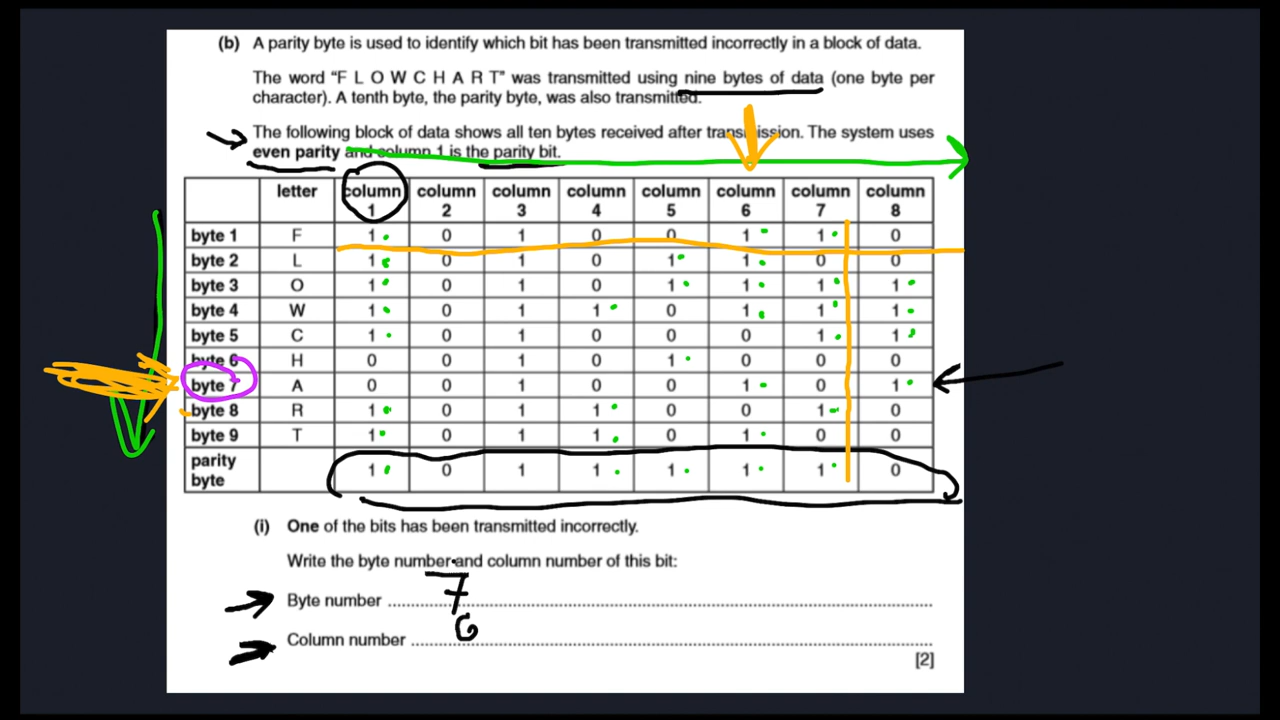 (b) A parity byte is used to identify which bit has been transmitted incorrectly in a block of data.
The word “F L O W C H A R T” was transmitted using nine bytes of data (one byte per
character). A tenth byte, the parity byte, was also transmitted.
The following block of data shows all ten bytes received after transmission. The system uses
even parity and column 1 is the parity bit.
letter column 1 column 2 column 3 column 4 column 5 column 6 column 7 column 8
byte 1 F 1 0 1 0 0 1 1 0
byte 2 L 1 0 1 0 1 1 0 0
byte 3 O 1 0 1 0 1 1 1 1
byte 4 W 1 0 1 1 0 1 1 1
byte 5 C 1 0 1 0 0 0 1 1
byte 6 H 0 0 1 0 1 0 0 0
byte 7 A 0 0 1 0 0 1 0 1
byte 8 R 1 0 1 1 0 0 1 0
byte 9 T 1 0 1 1 0 1 0 0
parity byte 1 0 1 1 1 1 1 0
(i) One of the bits has been transmitted incorrectly.
Write the byte number and column number of this bit:
Byte number 7
Column number 6
[2]